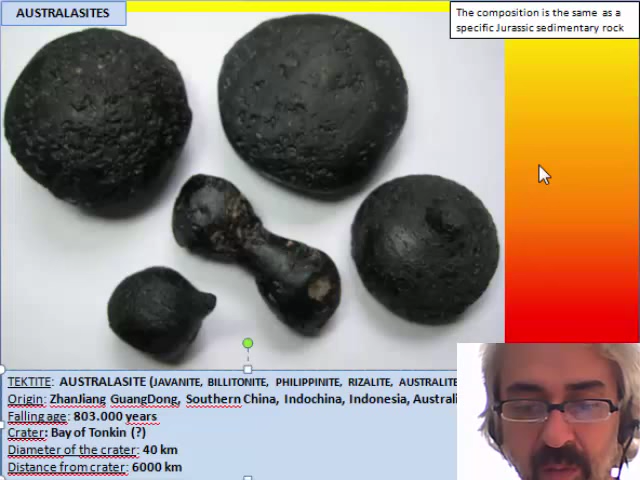 AUSTRALASITES
The composition is the same as a
specific Jurassic sedimentary rock
TEKTITE: AUSTRALASITE (JAVANITE, BILLITONITE, PHILIPPINITE, RIZALITE, AUSTRALITE
Origin: ZhanJiang GuangDong, Southern China, Indochina, Indonesia, Australi
Falling age: 803.000 years
Crater: Bay of Tonkin (?)
Diameter of the crater: 40 km
Distance from crater: 6000 km